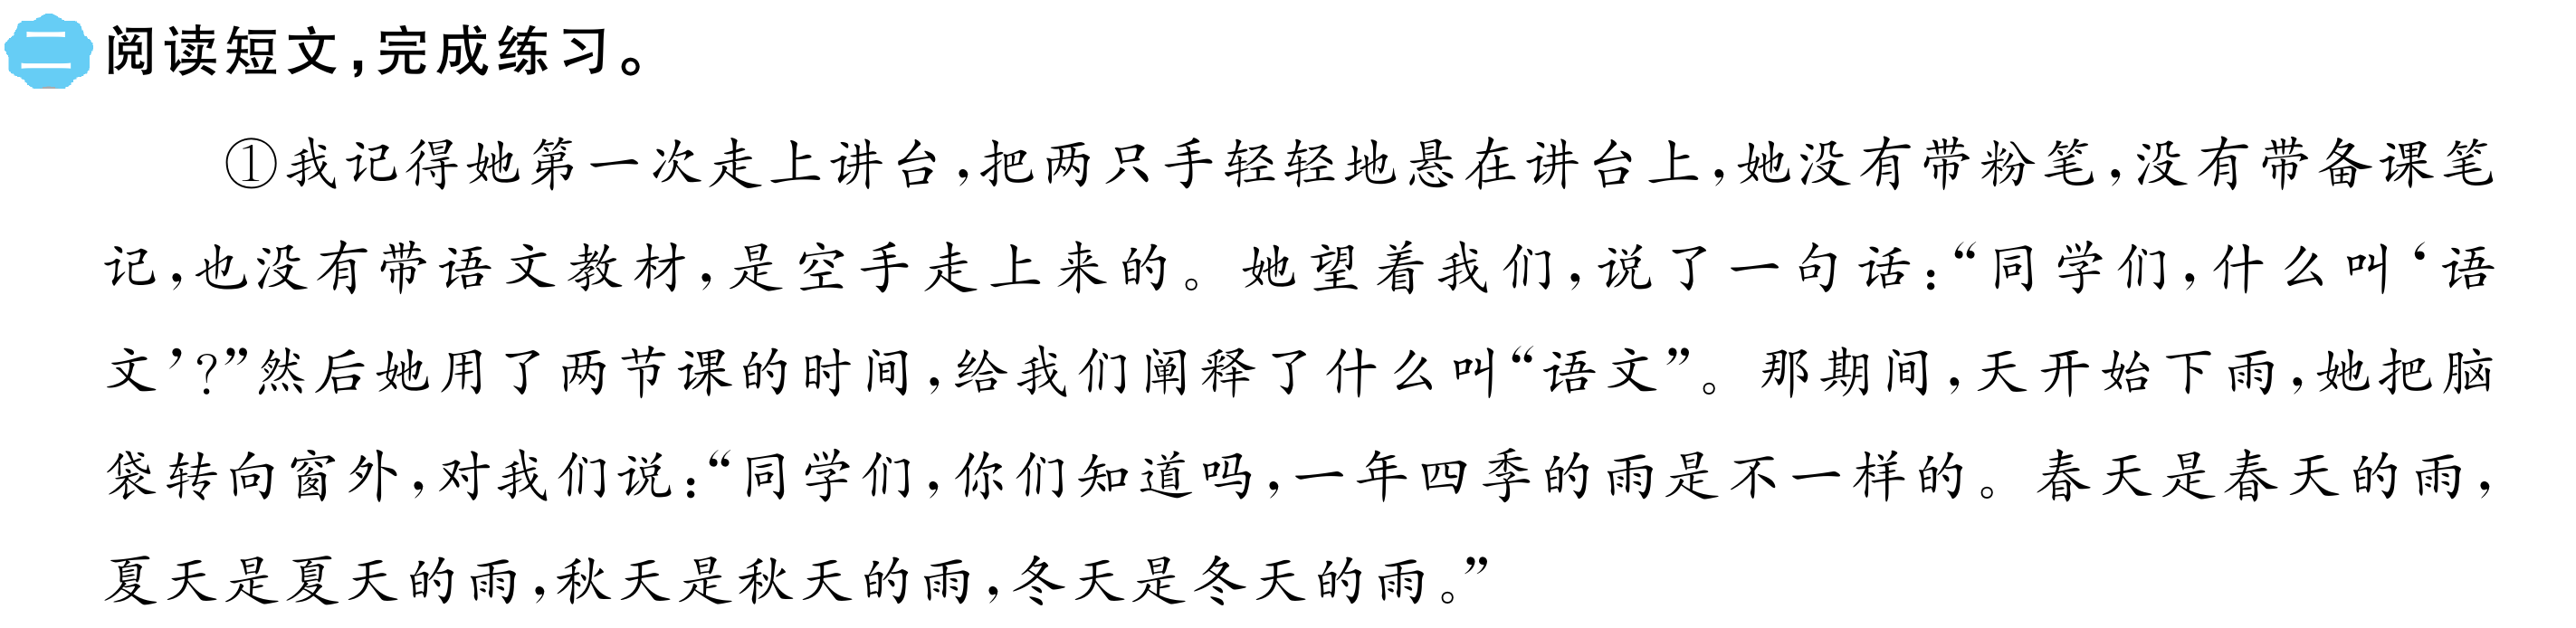 二 阅读短文,完成练习。
①我记得她第一次走上讲台,把两只手轻轻地悬在讲台上,她没有带粉笔,没有带备课笔
记,也没有带语文教材,是空手走上来的。她望着我们,说了一句话:“同学们,什么叫‘语
文’?”然后她用了两节课的时间,给我们阐释了什么叫“语文”。那期间,天开始下雨,她把脑
袋转向窗外,对我们说:“同学们,你们知道吗,一年四季的雨是不一样的。春天是春天的雨,
夏天是夏天的雨,秋天是秋天的雨,冬天是冬天的雨。”